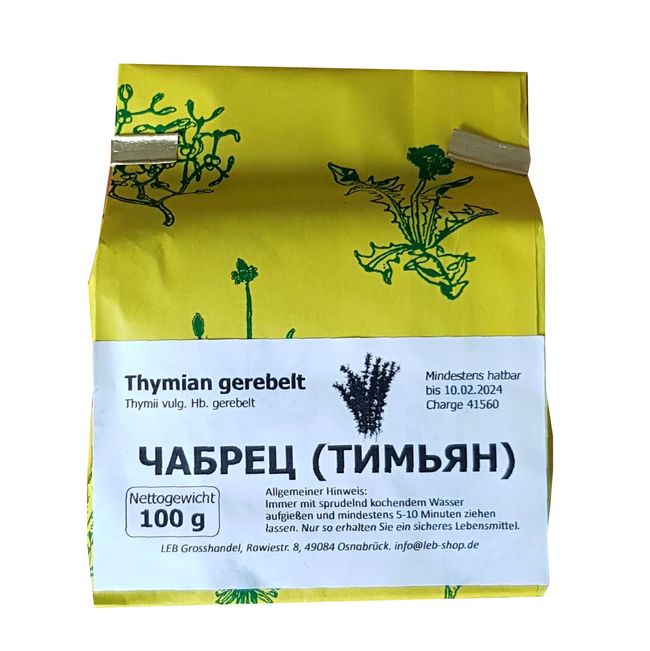 Thymian gerebelt
Thymii vulg. Hb. gerebelt
Mindestens hatbar
bis 10.02.2024
Charge 41560
ЧАБРЕЦ (ТИМЬЯН)
Nettogewicht
100 g
Allgemeiner Hinweis:
Immer mit sprudelnd kochendem Wasser
aufgießen und mindestens 5-10 Minuten ziehen
lassen. Nur so erhalten Sie ein sicheres Lebensmittel.
LEB Grosshandel, Rawiestr. 8, 49084 Osnabrück. info@leb-shop.de